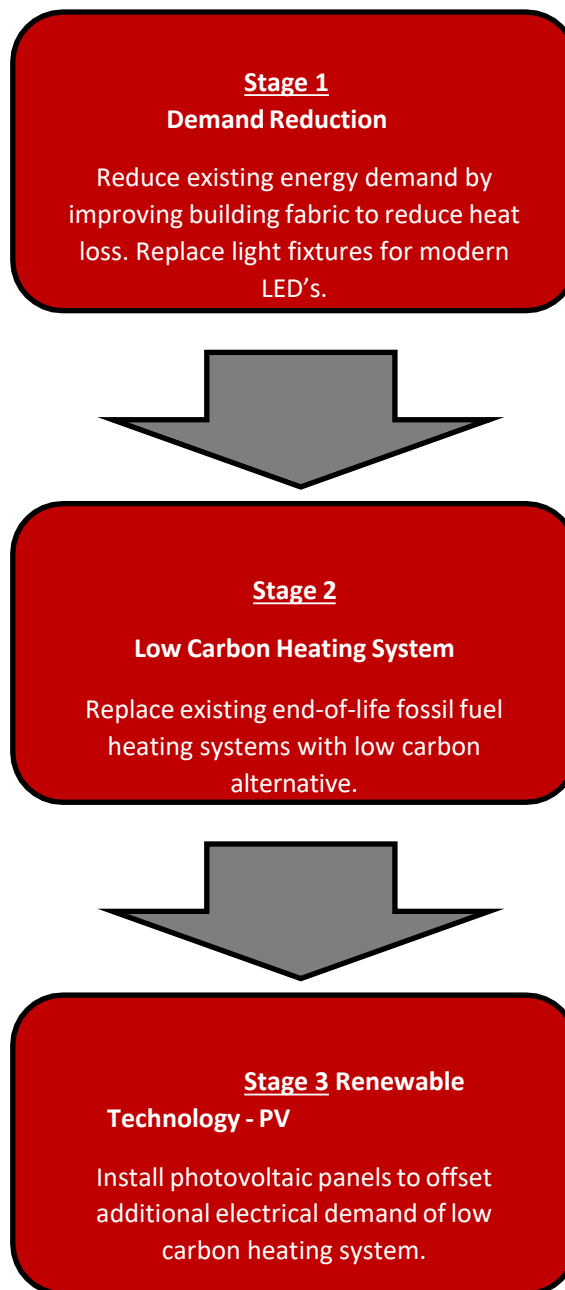 Stage 1
Demand Reduction
Reduce existing energy demand by
improving building fabric to reduce heat
loss. Replace light fixtures for modern
LED’s.
Stage 2
Low Carbon Heating System
Replace existing end-of-life fossil fuel
heating systems with low carbon
alternative.
Stage 3 Renewable
Technology - PV
Install photovoltaic panels to offset
additional electrical demand of low
carbon heating system.